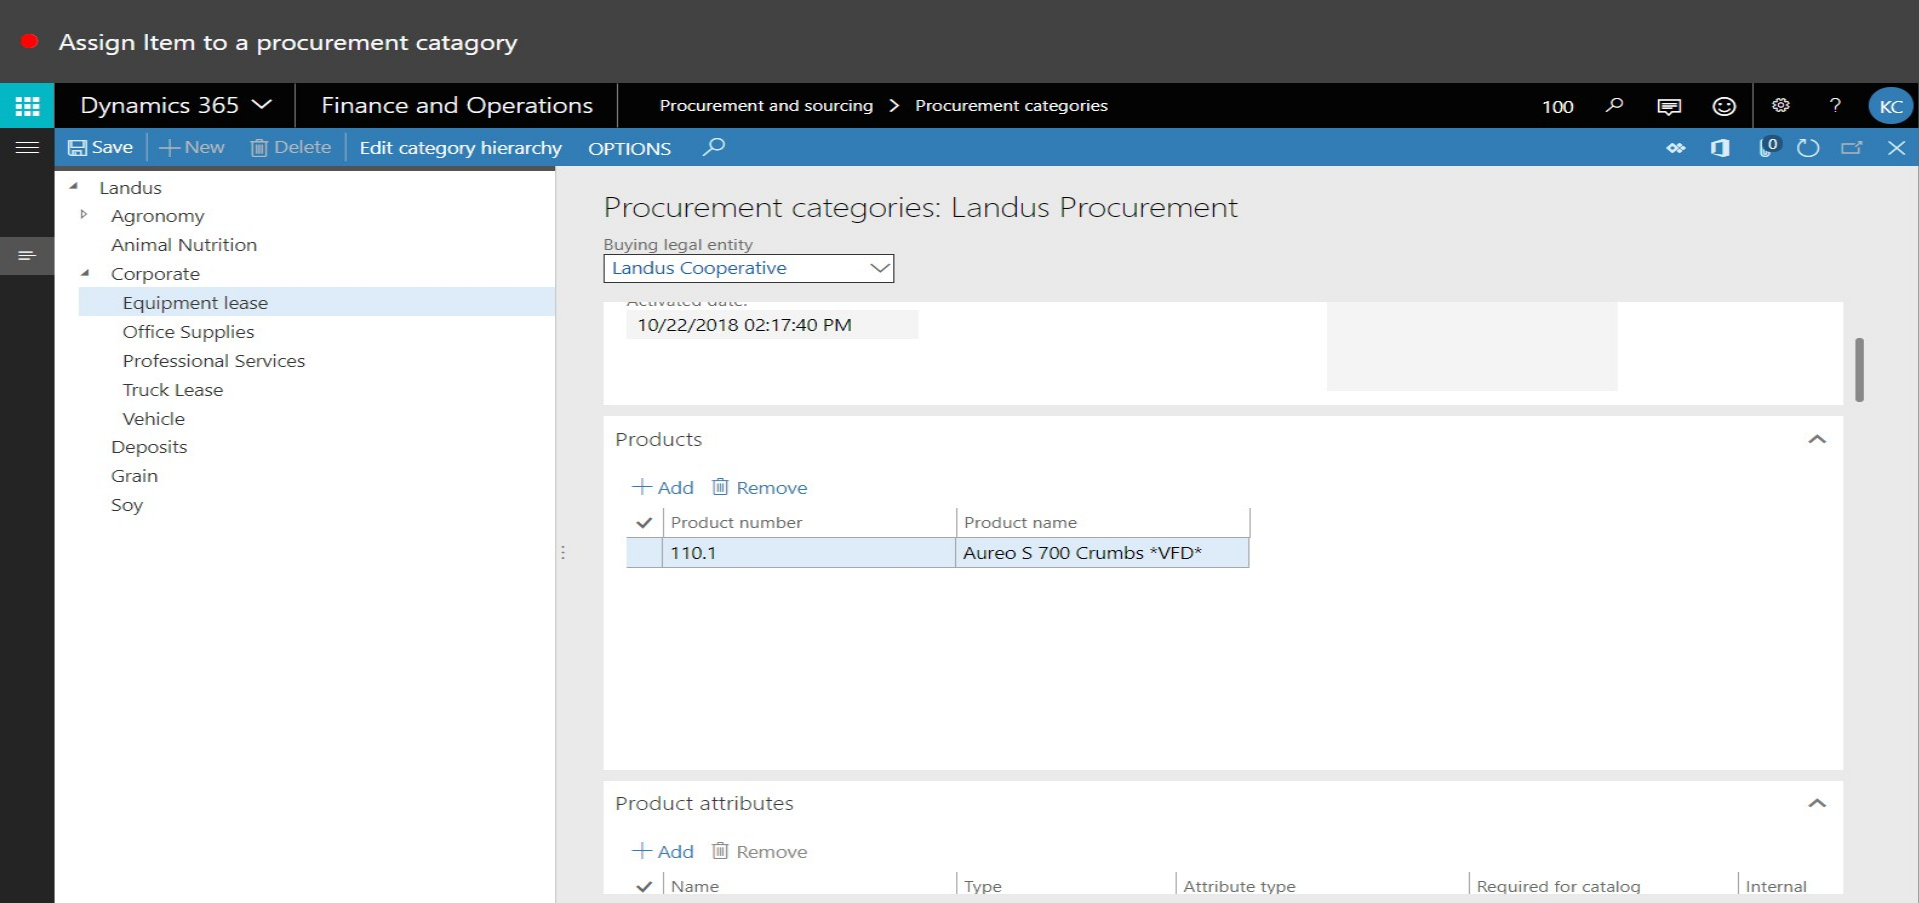 Assign Item to a procurement catagory
Dynamics 365 Finance and Operations Procurement and sourcing > Procurement categories 100 ? KC
Save + New Delete Edit category hierarchy OPTIONS 0
Landus
Agronomy
Animal Nutrition
Corporate
Equipment lease
Office Supplies
Professional Services
Truck Lease
Vehicle
Deposits
Grain
Soy
Procurement categories: Landus Procurement
Buying legal entity
Landus Cooperative
Activated date:
10/22/2018 02:17:40 PM
Products
+ Add Remove
Product number Product name
110.1 Aureo S 700 Crumbs *VFD*
Product attributes
+ Add Remove
Name Type Attribute type Required for catalog Internal